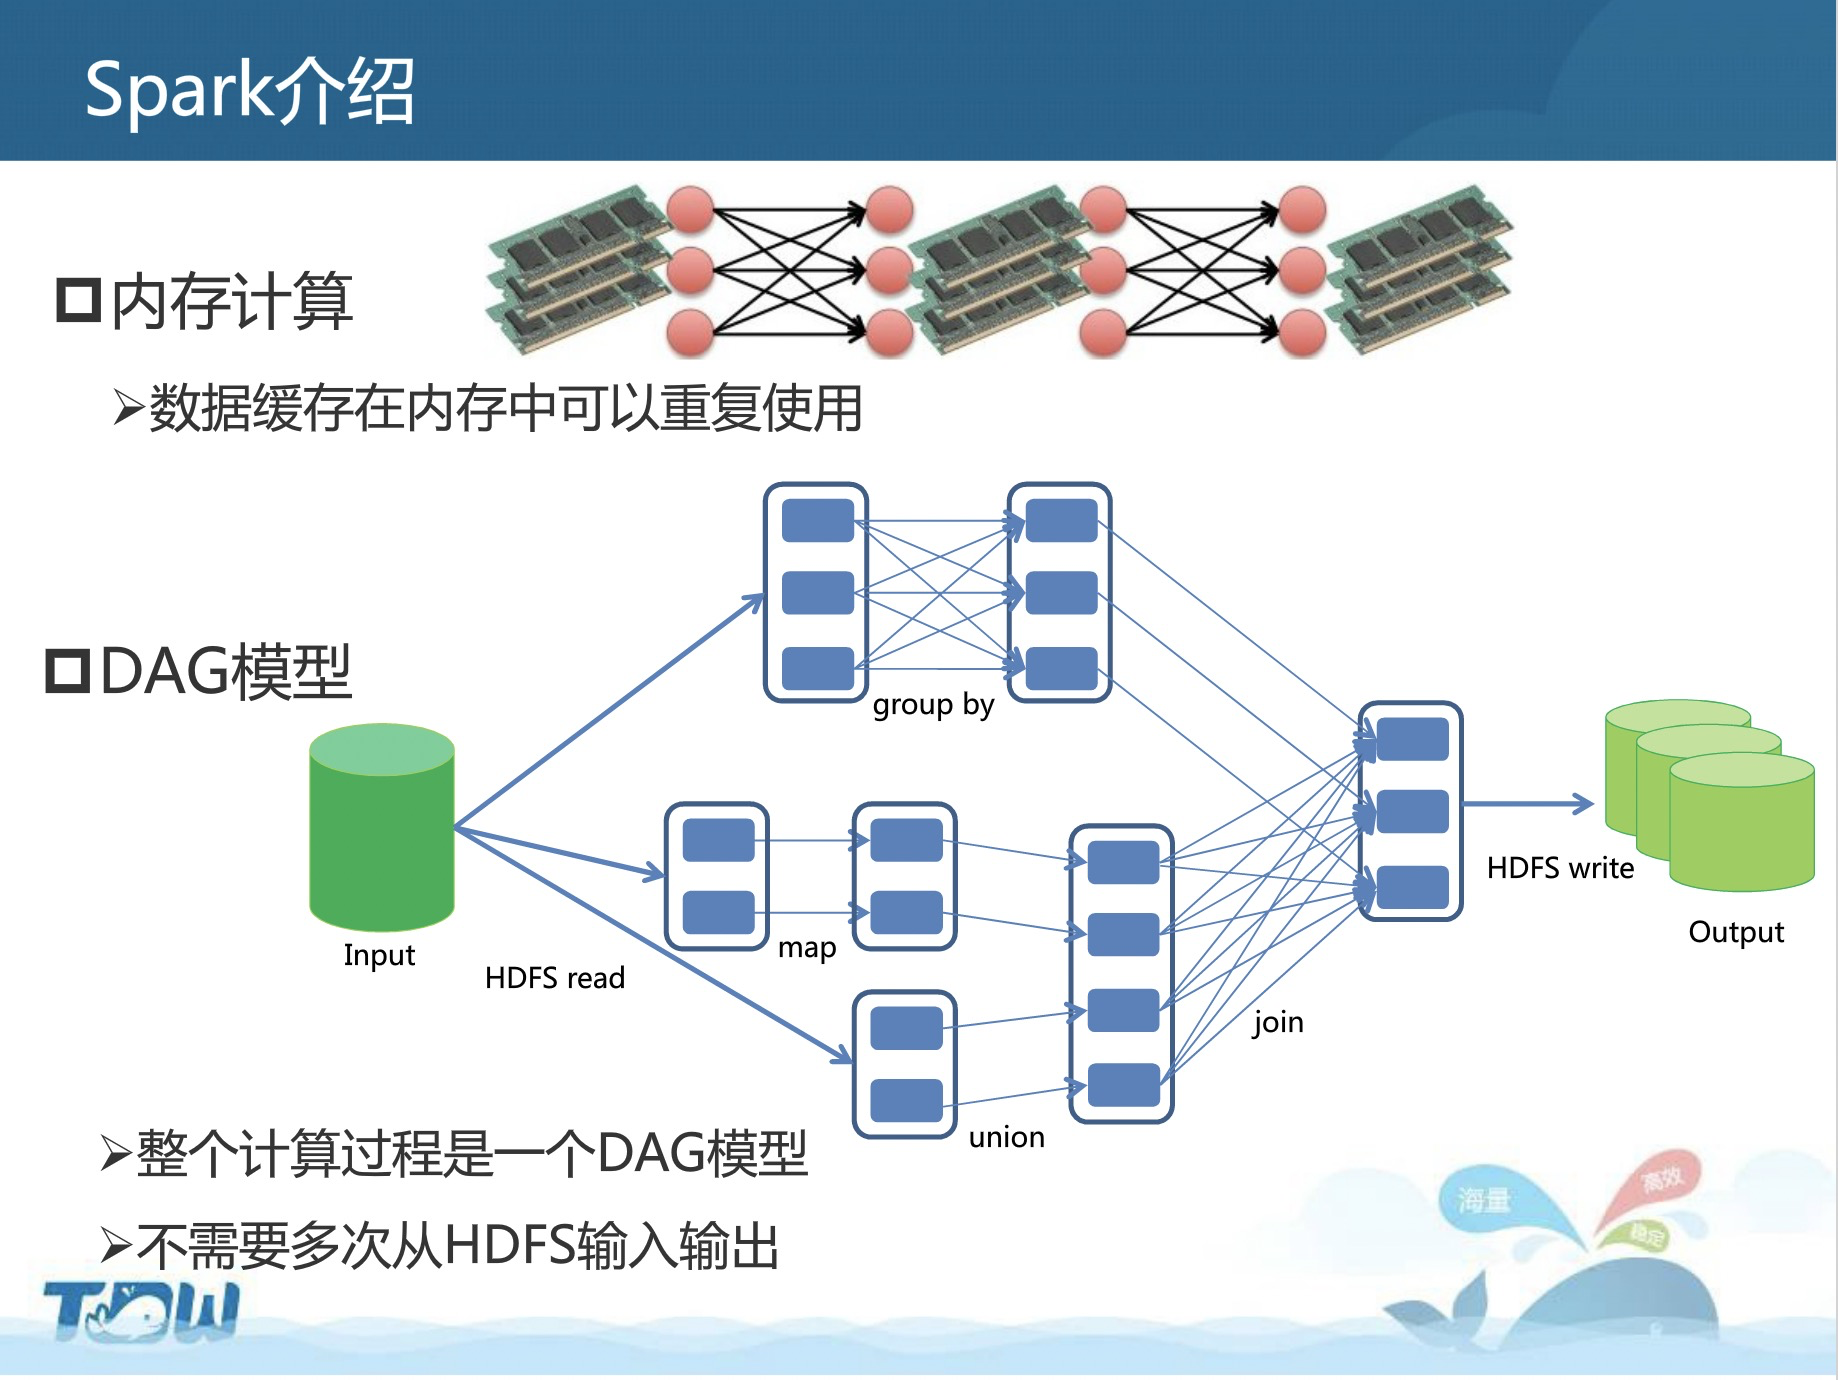 Spark介绍
内存计算
数据缓存在内存中可以重复使用
DAG模型
group by
Input
HDFS read
map
union
join
HDFS write
Output
整个计算过程是一个DAG模型
不需要多次从HDFS输入输出
海量
高效
稳定
TDW